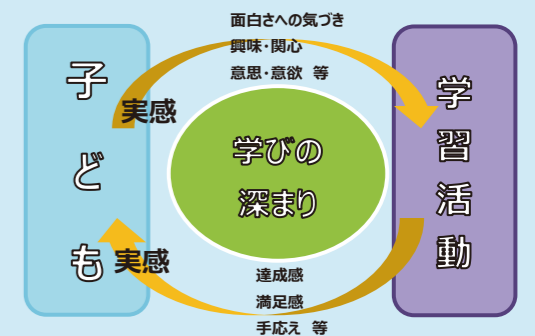 面白さへの気づき
興味・関心
意思・意欲 等
子ども
実感
学びの
深まり
学習活動
実感
達成感
満足感
手応え 等